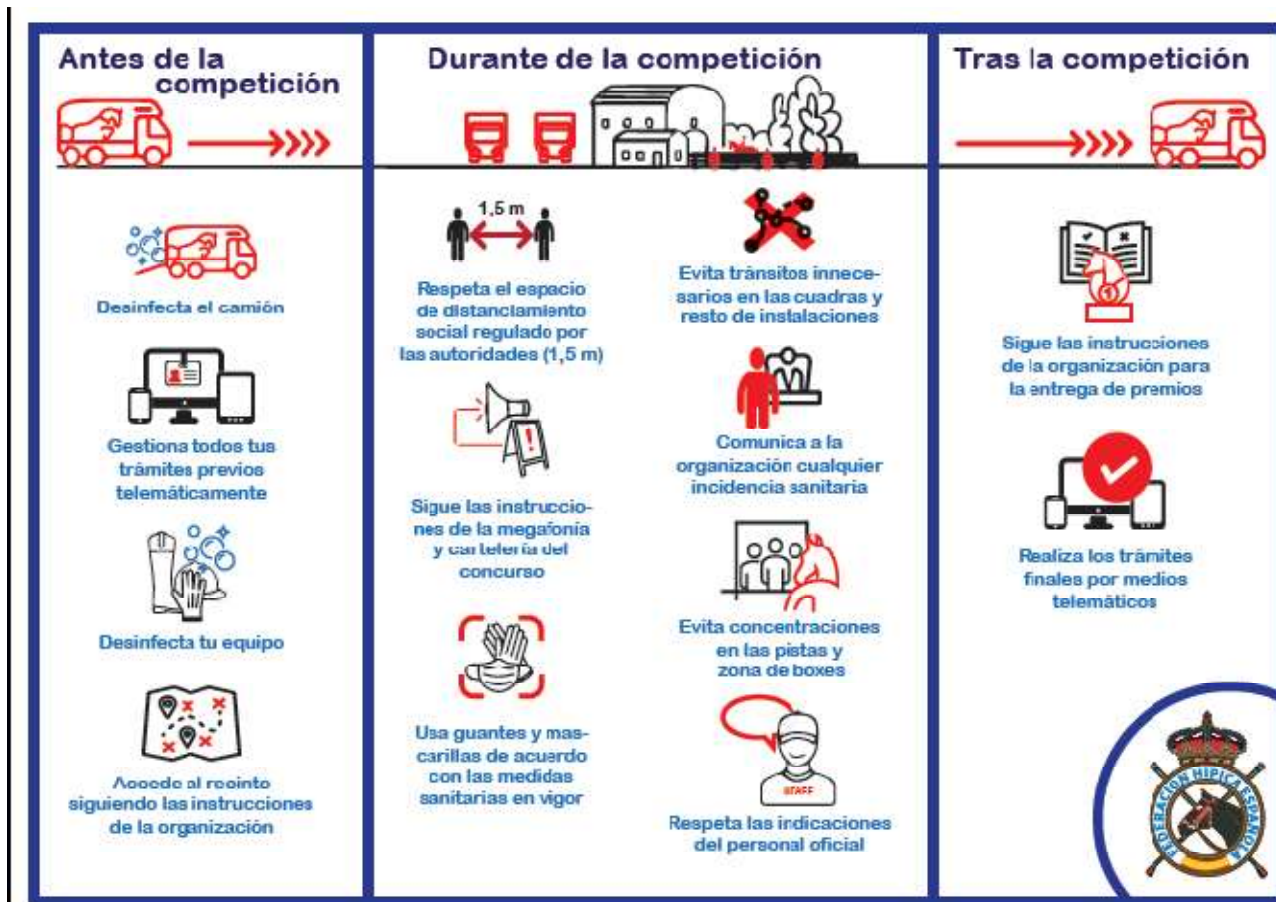 Antes de la
competición
Desinfecta el camión
Gestiona todos tus
trámites previos
telemáticamente
Desinfecta tu equipo
Accede al recinto
siguiendo las instrucciones
de la organización
Durante de la competición
1,5 m
Respeta el espacio
de distanciamiento
social regulado por
las autoridades (1,5 m)
Sigue las instruccio-
nes de la megafonía
y cartelería del
concurso
Usa guantes y mas-
carillas de acuerdo
con las medidas
sanitarias en vigor
Evita tránsitos innece-
sarios en las cuadras y
resto de instalaciones
Comunica a la
organización cualquier
incidencia sanitaria
Evita concentraciones
en las pistas y
zona de boxes
STAFF
Respeta las indicaciones
del personal oficial
Tras la competición
1
Sigue las instrucciones
de la organización para
la entrega de premios
Realiza los trámites
finales por medios
telemáticos
FEDERACIÓN HÍPICA ESPAÑOLA